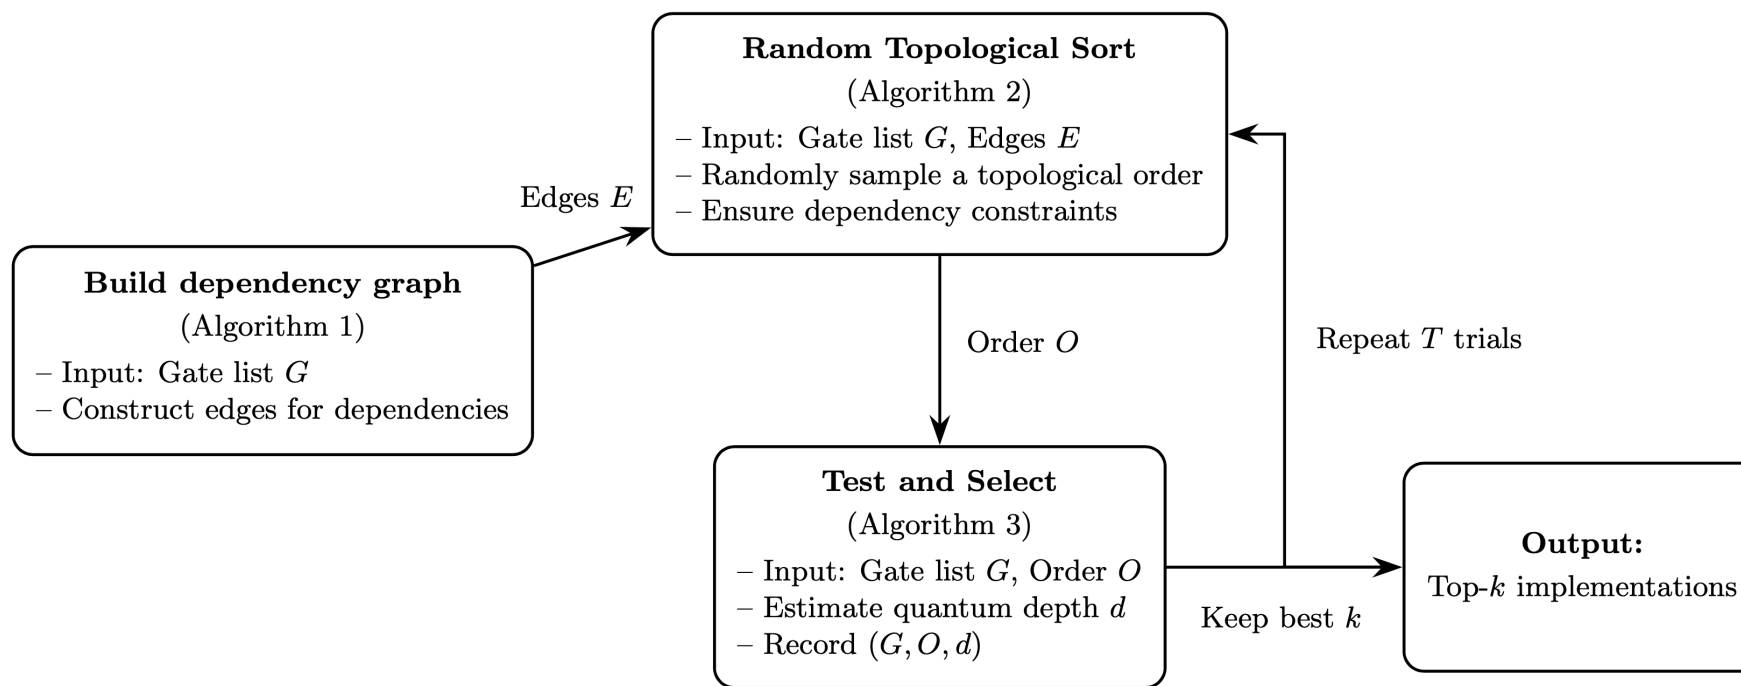 Random Topological Sort
(Algorithm 2)
– Input: Gate list G, Edges E
– Randomly sample a topological order
– Ensure dependency constraints
Edges E
Build dependency graph
(Algorithm 1)
– Input: Gate list G
– Construct edges for dependencies
Order O
Repeat T trials
Test and Select
(Algorithm 3)
– Input: Gate list G, Order O
– Estimate quantum depth d
– Record (G, O, d)
Keep best k
Output:
Top-k implementations